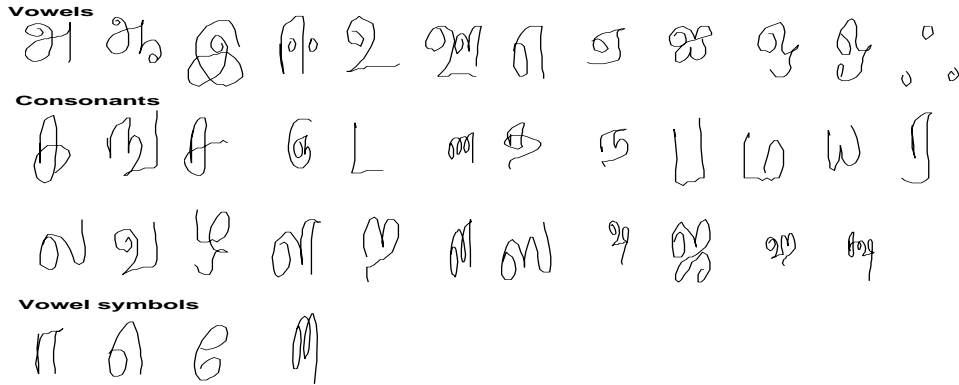 Vowels
அ ஆ இ ஈ உ ஊ எ ஏ ஐ ஒ ஓ ஃ
Consonants
க ங ச ஞ ட ண த ந ப ம ய ர
ல வ ழ ள ற ன ஸ ஷ ஜ ஹ க்ஷ
Vowel symbols
ா ெ ே ை